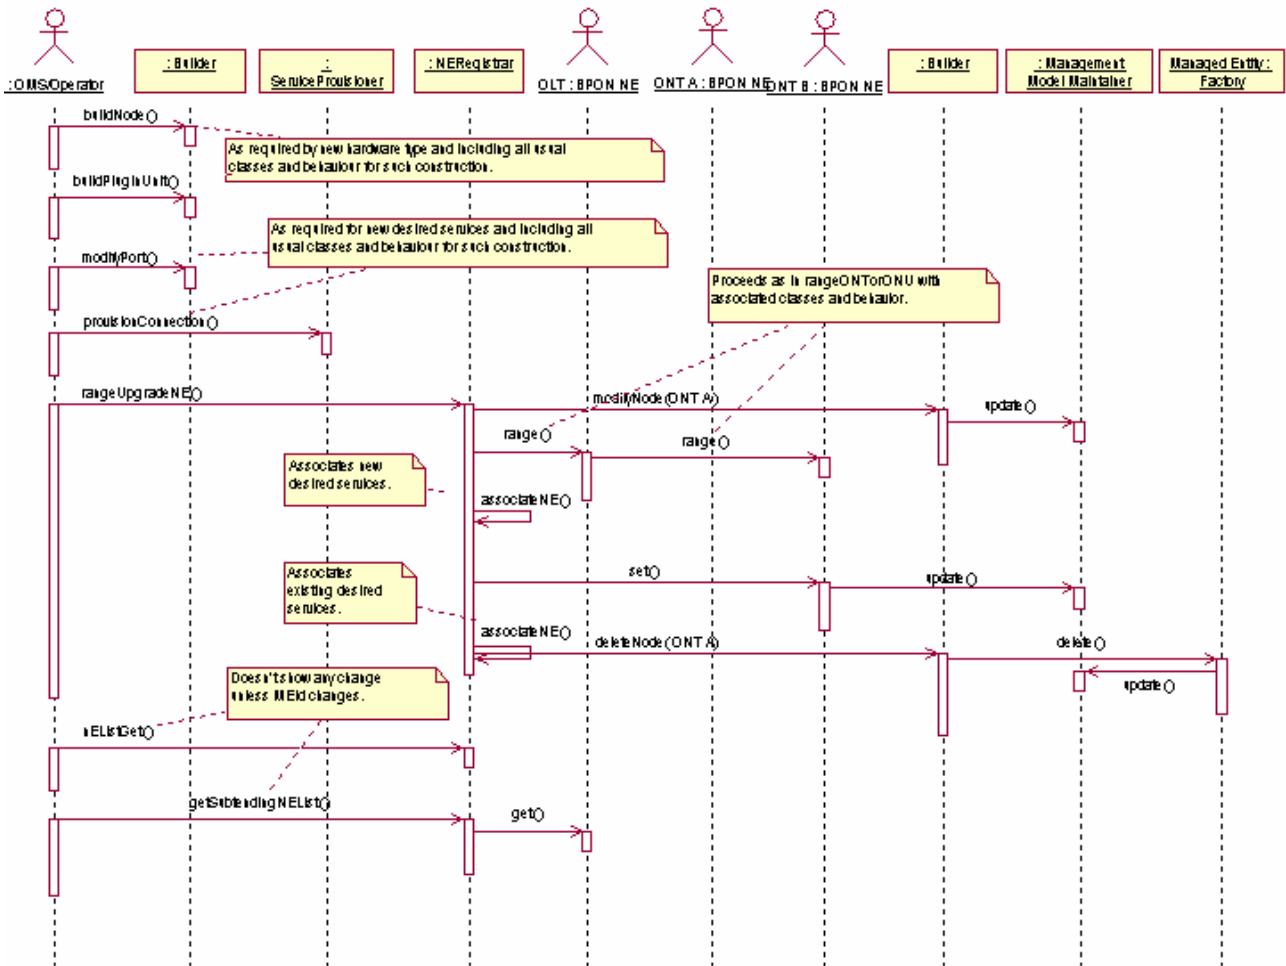 : OMS/Operator
: Builder
:
ServiceProvisioner
: NERegistrar
OLT : BPON NE
ONT A : BPON NE
ONT B : BPON NE
: Builder
: Management
Model Maintainer
Managed Entity :
Factory
buildNode()
As required by new hardware type and including all usual
classes and behaviour for such construction.
buildPluginUnit()
As required for new desired services and including all
usual classes and behaviour for such construction.
modifyPort()
Proceeds as in rangeONTorONU with
associated classes and behavior.
provisionConnection()
rangeUpgradeNE()
modifyNode(ONT A)
update()
range()
range()
Associates new
desired services.
associateNE()
Associates
existing desired
services.
set()
update()
associateNE()
deleteNode(ONT A)
delete()
update()
Doesn't show any change
unless MEId changes.
nEListGet()
getSubtendingNEList()
get()